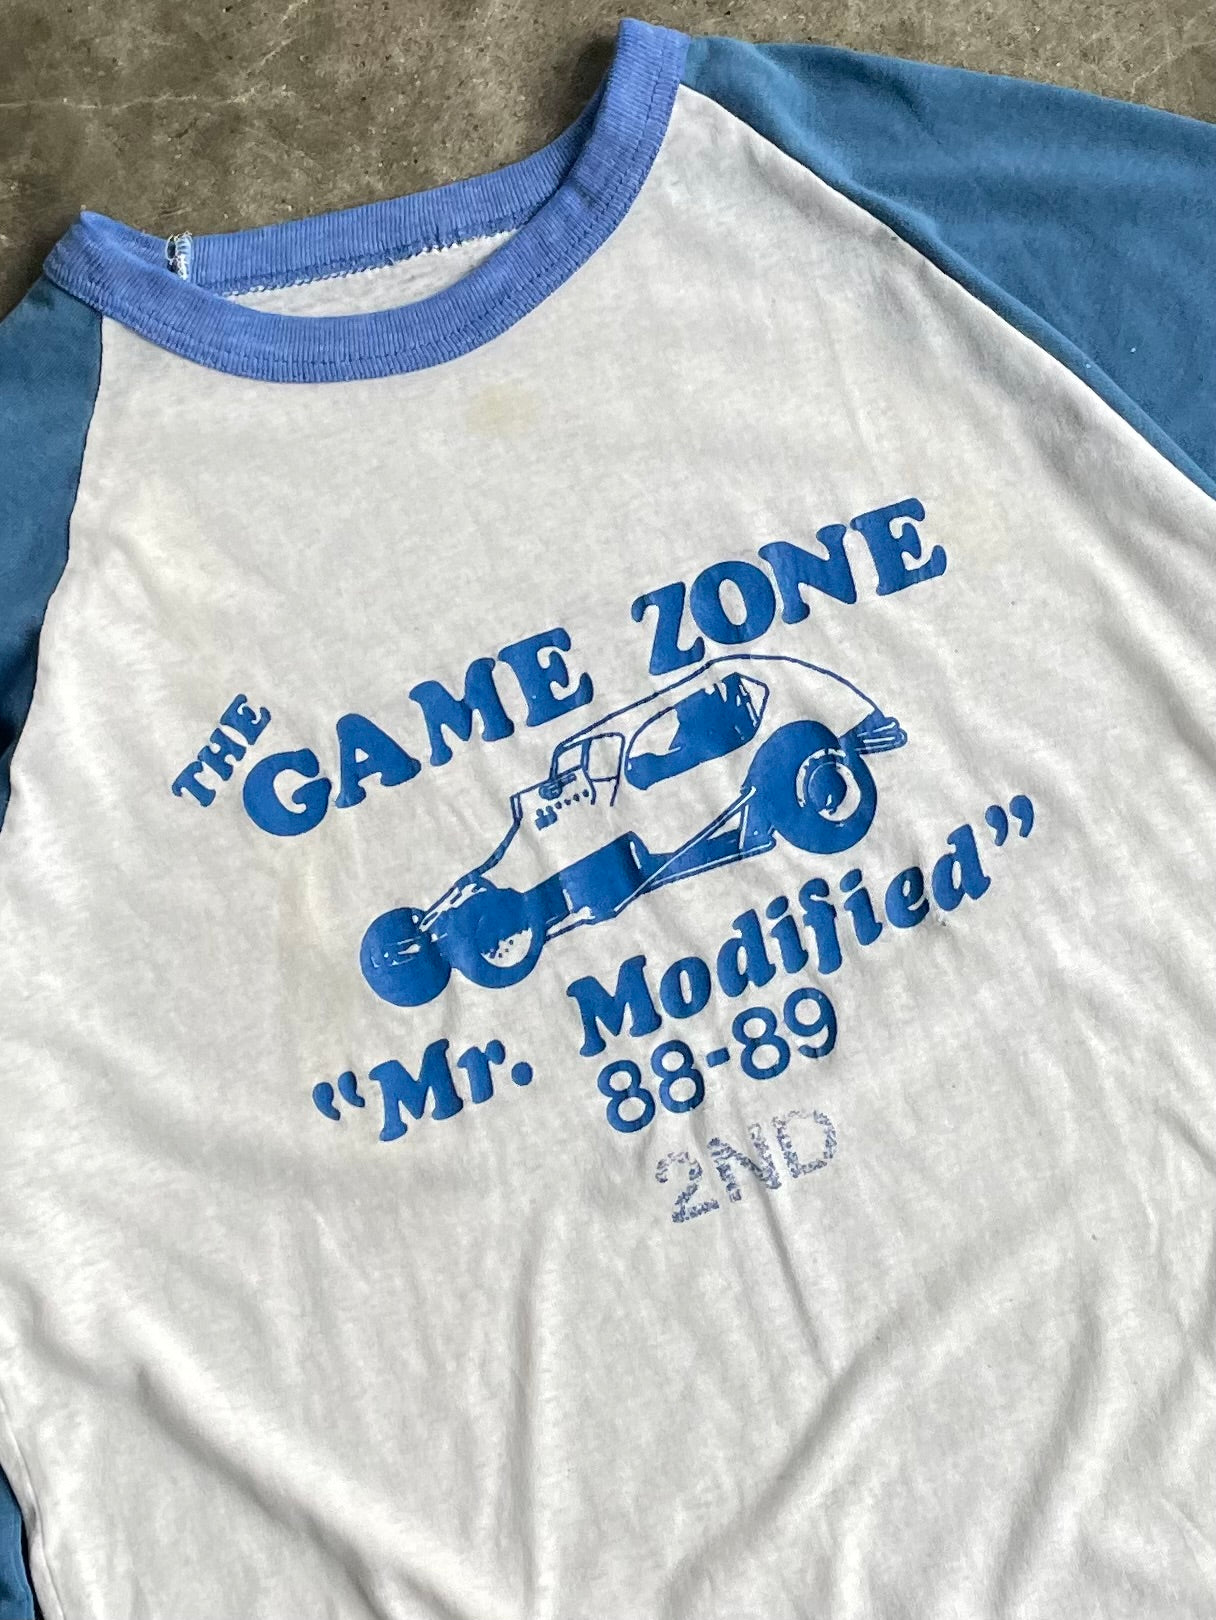 THE GAME ZONE
“Mr. Modified”
88-89
2ND